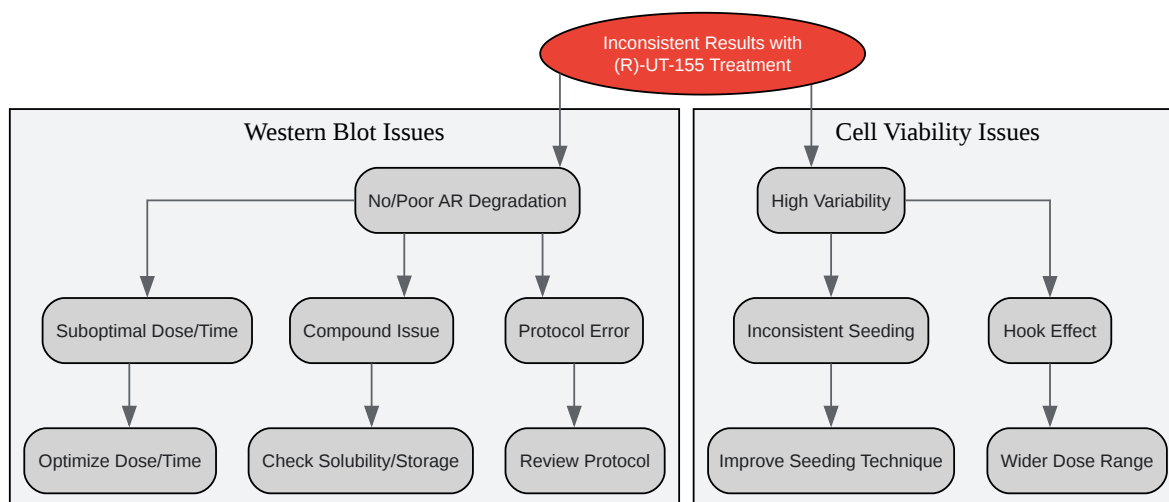 Inconsistent Results with
(R)-UT-155 Treatment
Western Blot Issues
Cell Viability Issues
No/Poor AR Degradation
High Variability
Suboptimal Dose/Time
Compound Issue
Protocol Error
Inconsistent Seeding
Hook Effect
Optimize Dose/Time
Check Solubility/Storage
Review Protocol
Improve Seeding Technique
Wider Dose Range